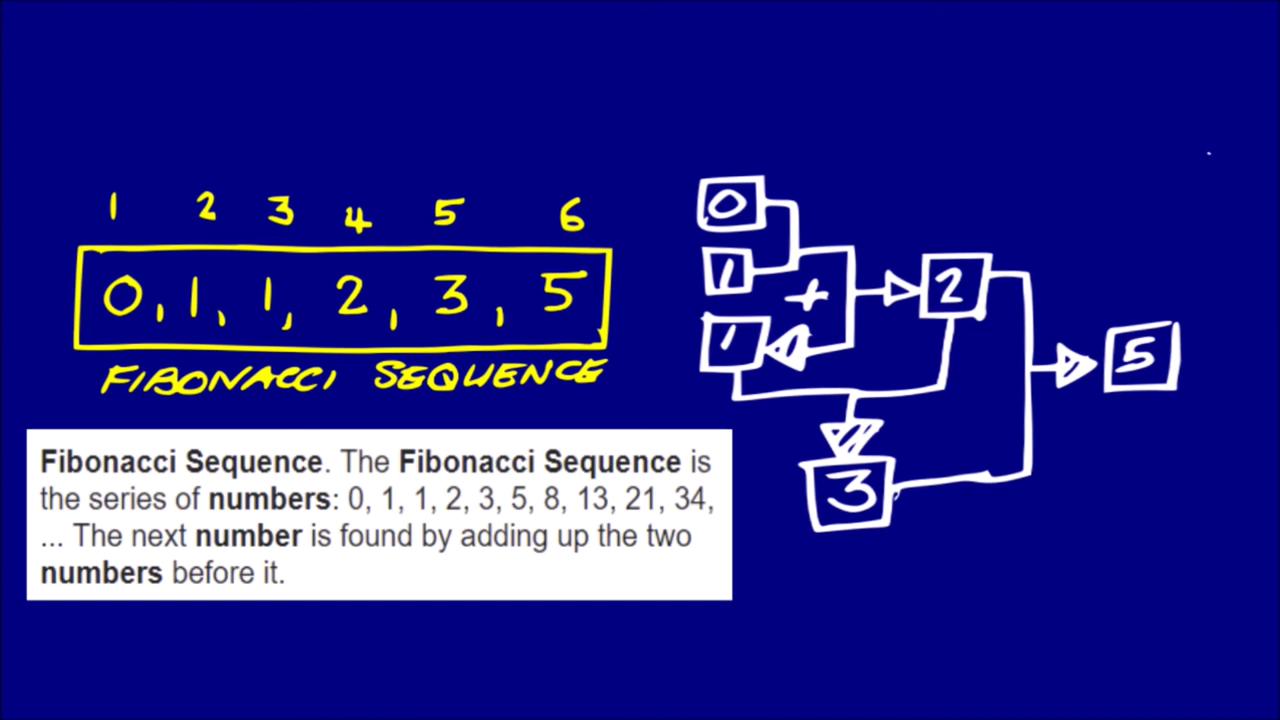 1 2 3 4 5 6
0, 1, 1, 2, 3, 5
FIBONACCI SEQUENCE
Fibonacci Sequence. The Fibonacci Sequence is
the series of numbers: 0, 1, 1, 2, 3, 5, 8, 13, 21, 34,
... The next number is found by adding up the two
numbers before it.
0
1
+
1
2
3
5